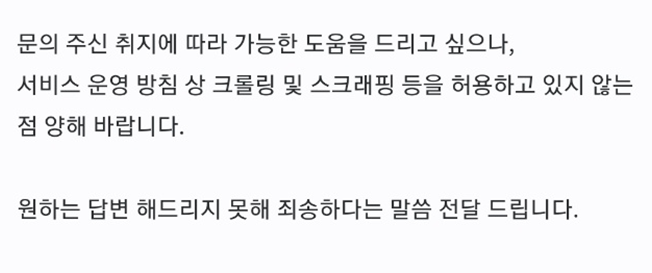 문의 주신 취지에 따라 가능한 도움을 드리고 싶으나,
서비스 운영 방침 상 크롤링 및 스크래핑 등을 허용하고 있지 않는
점 양해 바랍니다.
원하는 답변 해드리지 못해 죄송하다는 말씀 전달 드립니다.